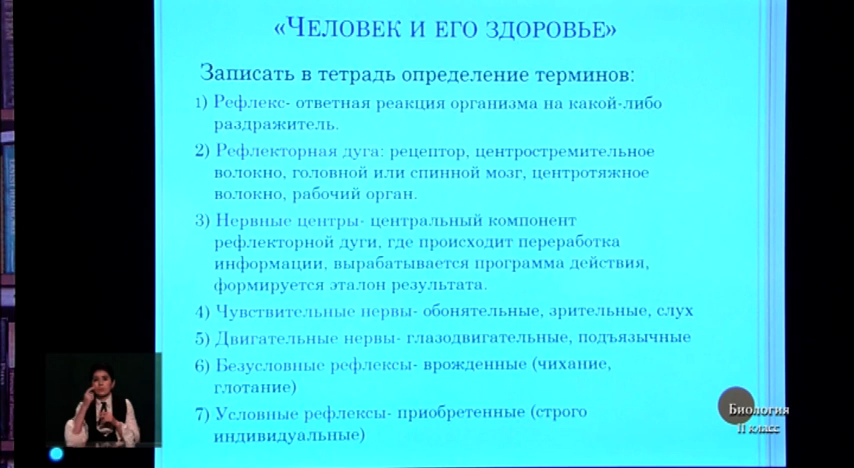 «Человек и его здоровье»
Записать в тетрадь определение терминов:
1) Рефлекс- ответная реакция организма на какой-либо
раздражитель.
2) Рефлекторная дуга: рецептор, центростремительное
волокно, головной или спинной мозг, центротяжное
волокно, рабочий орган.
3) Нервные центры- центральный компонент
рефлекторной дуги, где происходит переработка
информации, вырабатывается программа действия,
формируется эталон результата.
4) Чувствительные нервы- обонятельные, зрительные, слух
5) Двигательные нервы- глазодвигательные, подъязычные
6) Безусловные рефлексы- врожденные (чихание,
глотание)
7) Условные рефлексы- приобретенные (строго
индивидуальные)
Биология
11 класс